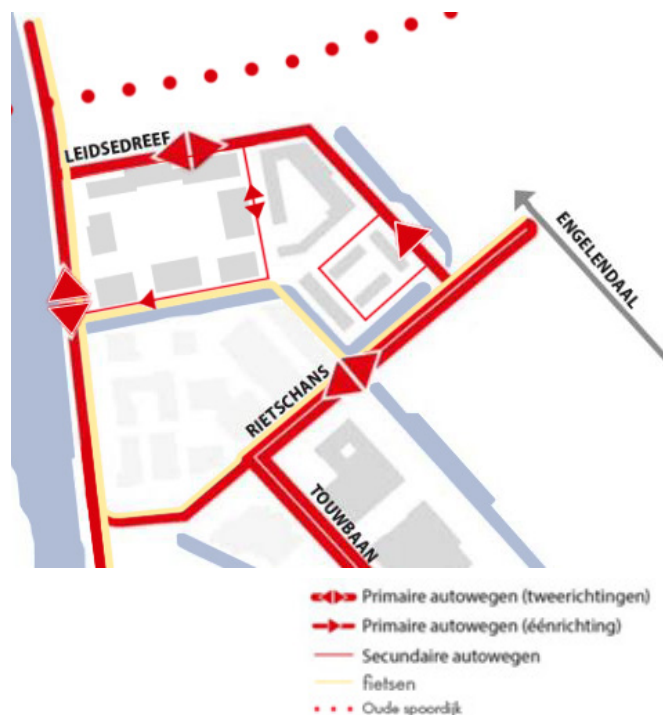 LEIDSEDREEF
ENGELENDAAL
RIETSCHANS
TOUWBAAN
Primaire autowegen (tweerichtingen)
Primaire autowegen (éénrichting)
Secundaire autowegen
fietsen
Oude spoordijk